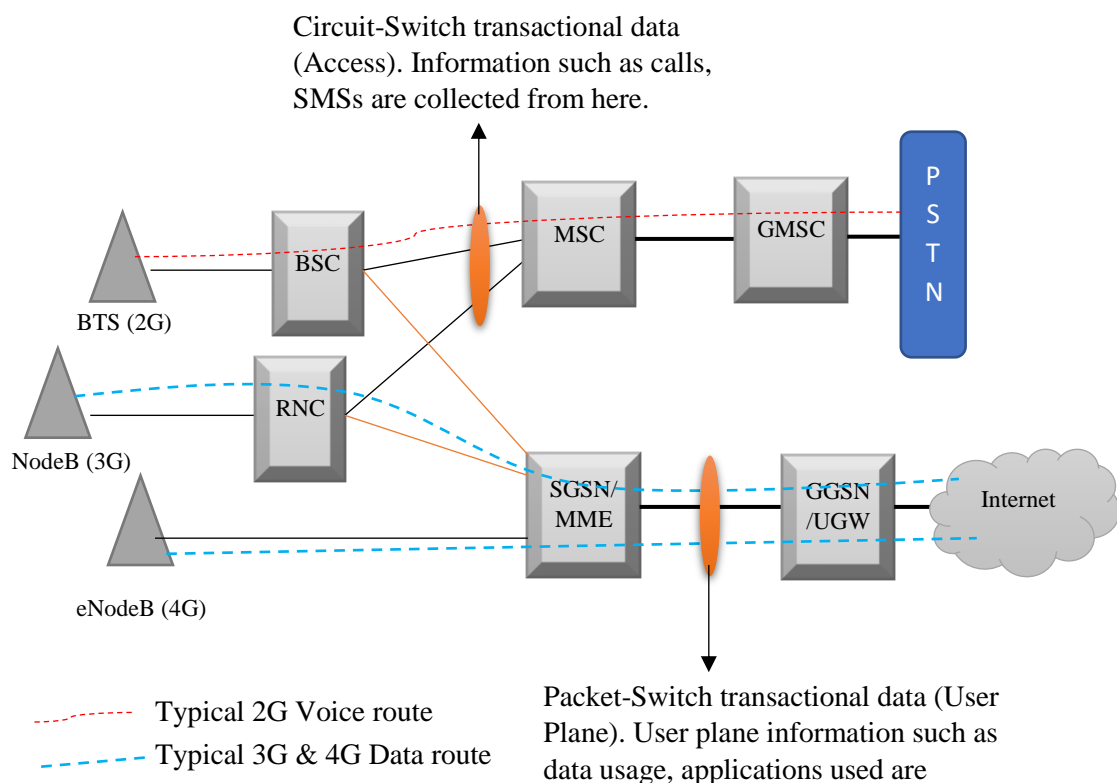 Circuit-Switch transactional data
(Access). Information such as calls,
SMSs are collected from here.
P
S
T
N
MSC
GMSC
BSC
BTS (2G)
RNC
NodeB (3G)
SGSN/
MME
GGSN
/UGW
Internet
eNodeB (4G)
Typical 2G Voice route
Typical 3G & 4G Data route
Packet-Switch transactional data (User
Plane). User plane information such as
data usage, applications used are